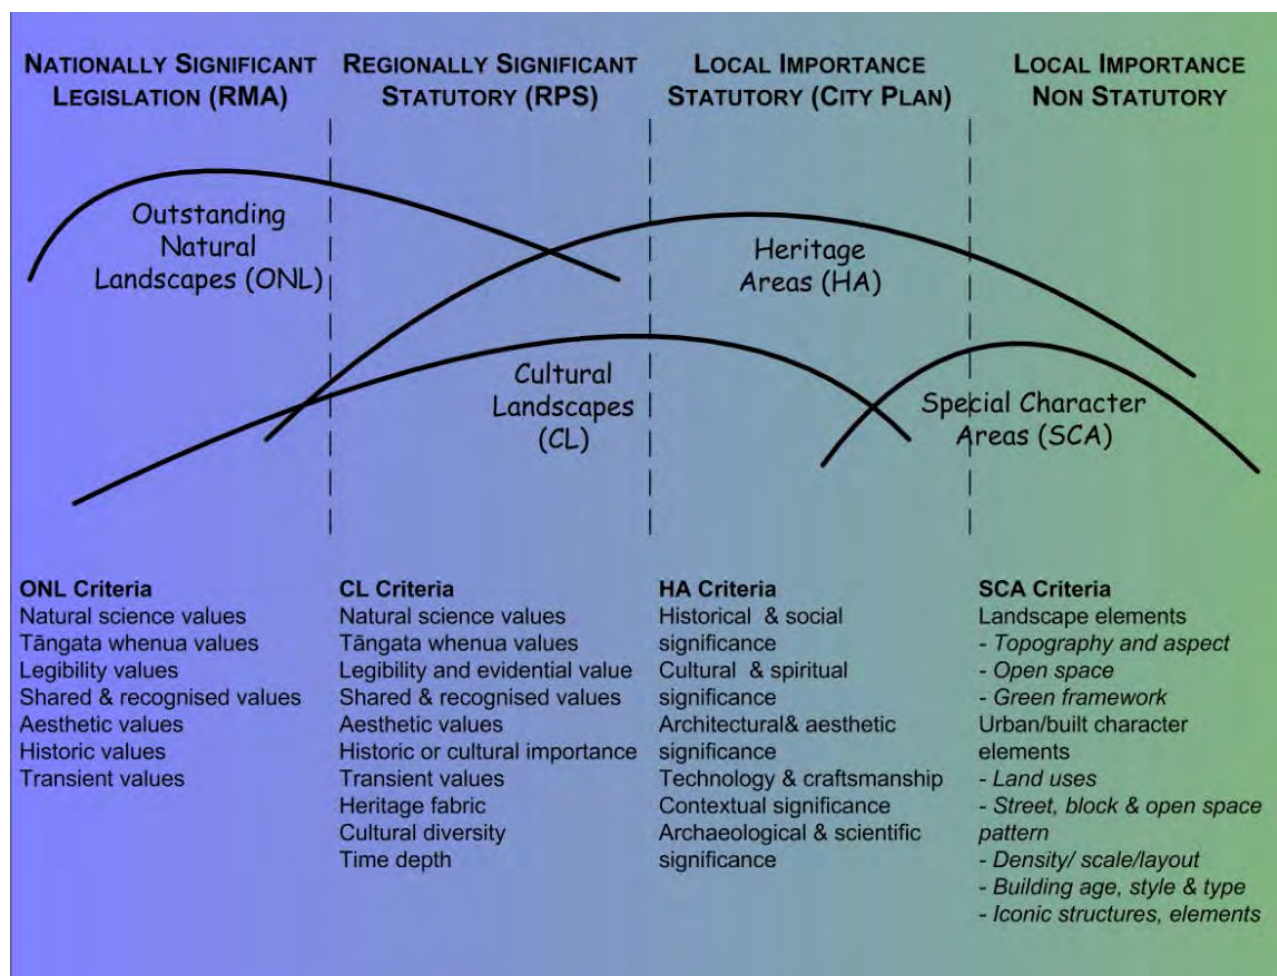 NATIONALLY SIGNIFICANT
LEGISLATION (RMA)
REGIONALLY SIGNIFICANT
STATUTORY (RPS)
LOCAL IMPORTANCE
STATUTORY (CITY PLAN)
LOCAL IMPORTANCE
NON STATUTORY
Outstanding
Natural
Landscapes (ONL)
Heritage
Areas (HA)
Cultural
Landscapes
(CL)
Special Character
Areas (SCA)
ONL Criteria
Natural science values
Tāngata whenua values
Legibility values
Shared & recognised values
Aesthetic values
Historic values
Transient values
CL Criteria
Natural science values
Tāngata whenua values
Legibility and evidential value
Shared & recognised values
Aesthetic values
Historic or cultural importance
Transient values
Heritage fabric
Cultural diversity
Time depth
HA Criteria
Historical & social
significance
Cultural & spiritual
significance
Architectural& aesthetic
significance
Technology & craftsmanship
Contextual significance
Archaeological & scientific
significance
SCA Criteria
Landscape elements
- Topography and aspect
- Open space
- Green framework
Urban/built character
elements
- Land uses
- Street, block & open space
pattern
- Density/ scale/layout
- Building age, style & type
- Iconic structures, elements